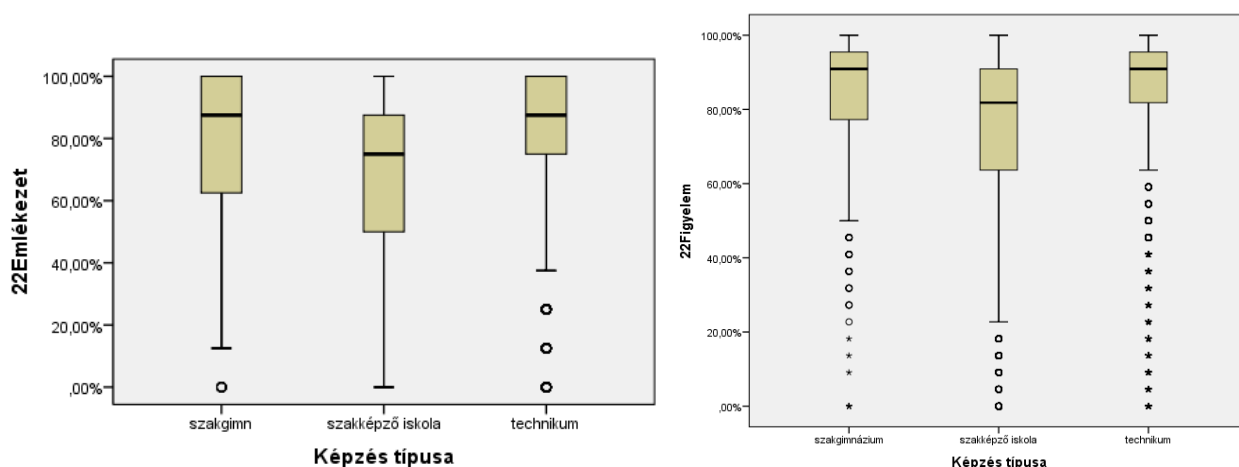 100,00%
80,00%
60,00%
40,00%
20,00%
,00%
22Emlékezet
szakgimn
szakképző iskola
technikum
Képzés típusa
100,00%
80,00%
60,00%
40,00%
20,00%
,00%
22Figyelem
szakgimnázium
szakképző iskola
technikum
Képzés típusa